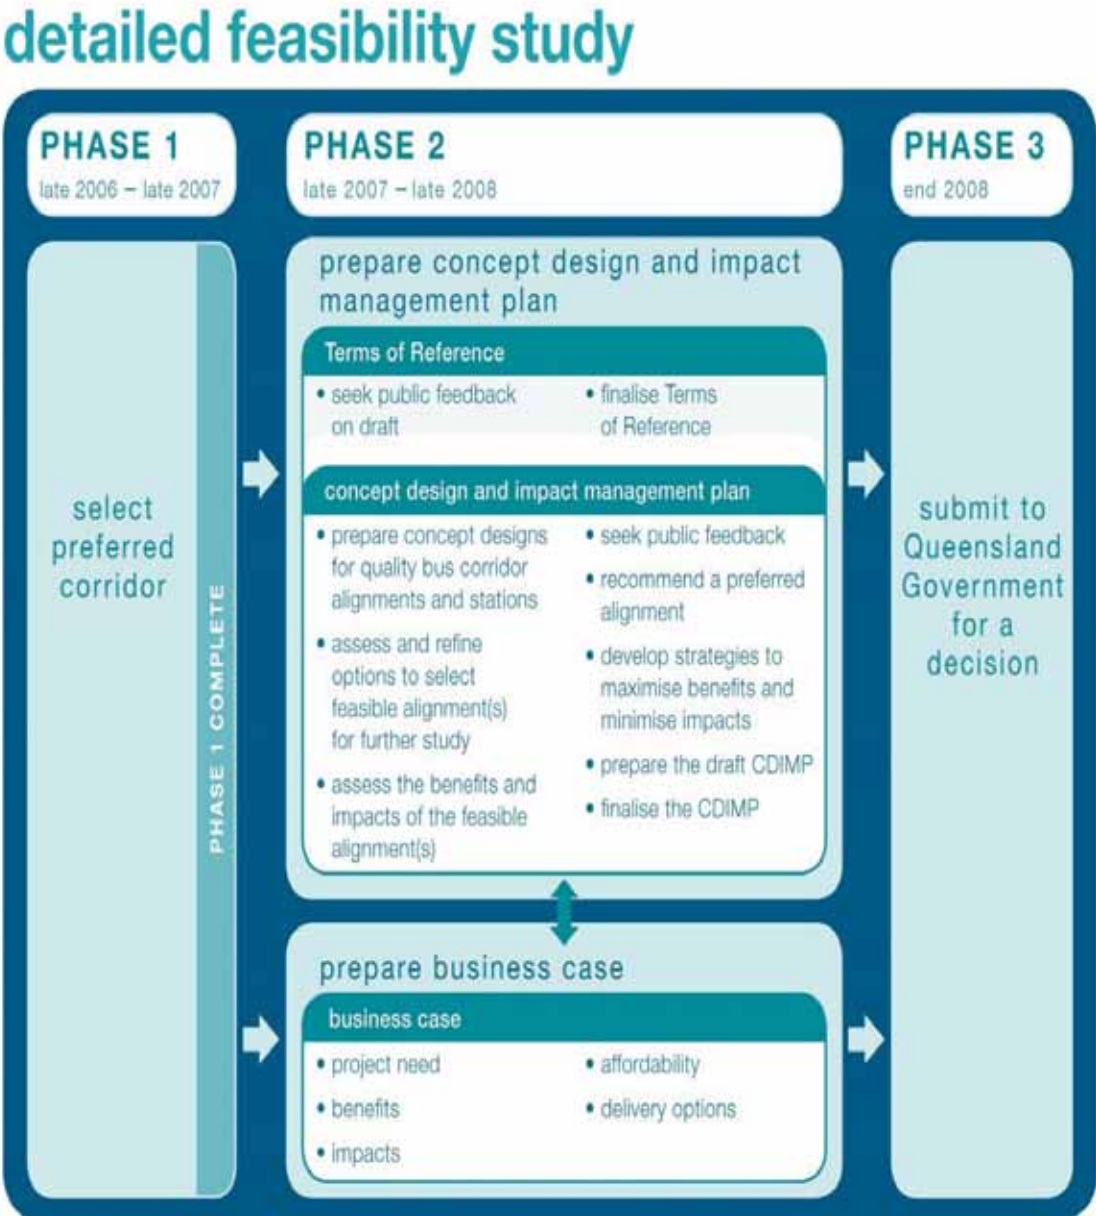 detailed feasibility study
PHASE 1
late 2006 – late 2007
select
preferred
corridor
PHASE 1 COMPLETE
PHASE 2
late 2007 – late 2008
prepare concept design and impact
management plan
Terms of Reference
• seek public feedback
on draft
• finalise Terms
of Reference
concept design and impact management plan
• prepare concept designs
for quality bus corridor
alignments and stations
• assess and refine
options to select
feasible alignment(s)
for further study
• assess the benefits and
impacts of the feasible
alignment(s)
• seek public feedback
• recommend a preferred
alignment
• develop strategies to
maximise benefits and
minimise impacts
• prepare the draft CDIMP
• finalise the CDIMP
prepare business case
business case
• project need
• benefits
• impacts
• affordability
• delivery options
PHASE 3
end 2008
submit to
Queensland
Government
for a
decision